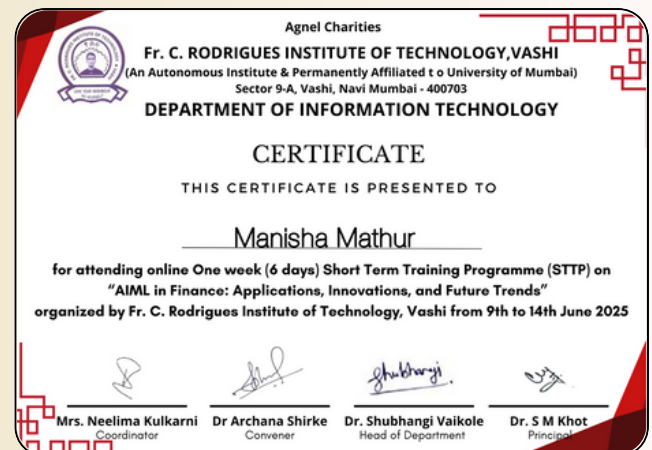 Agnel Charities
Fr. C. RODRIGUES INSTITUTE OF TECHNOLOGY,VASHI
(An Autonomous Institute & Permanently Affiliated t o University of Mumbai)
Sector 9-A, Vashi, Navi Mumbai - 400703
DEPARTMENT OF INFORMATION TECHNOLOGY
CERTIFICATE
THIS CERTIFICATE IS PRESENTED TO
Manisha Mathur
for attending online One week (6 days) Short Term Training Programme (STTP) on
“AIML in Finance: Applications, Innovations, and Future Trends”
organized by Fr. C. Rodrigues Institute of Technology, Vashi from 9th to 14th June 2025
Shubhangi
Mrs. Neelima Kulkarni Dr Archana Shirke Dr. Shubhangi Vaikole Dr. S M Khot
Coordinator Convener Head of Department Principal